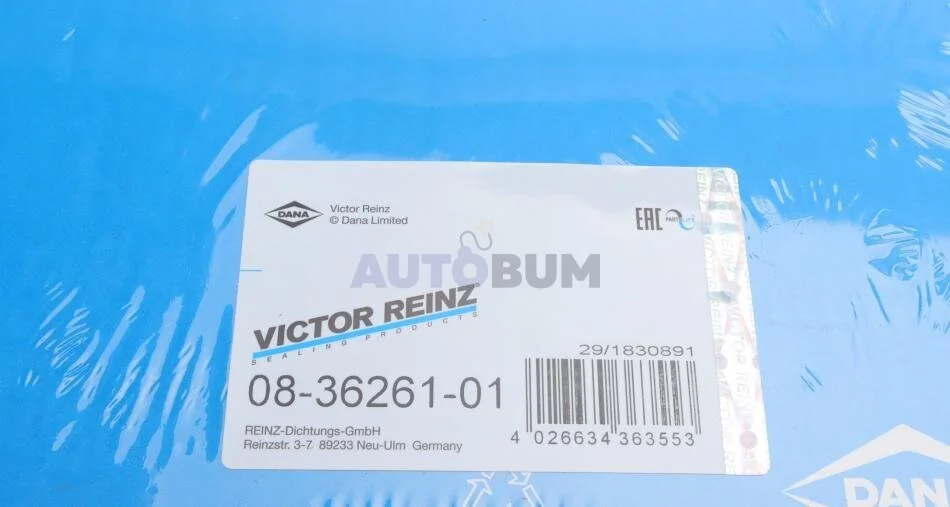 DANA
Victor Reinz
© Dana Limited
EAC
AUTOBUM
VICTOR REINZ
SEALING PRODUCTS
29/1830891
08-36261-01
REINZ-Dichtungs-GmbH
Reinzstr. 3-7 89233 Neu-Ulm Germany
4 026634 363553
DANA